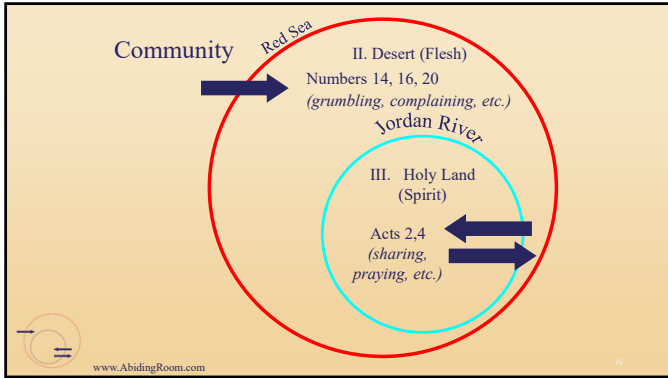 Community
Red Sea
II. Desert (Flesh)
Numbers 14, 16, 20
(grumbling, complaining, etc.)
Jordan River
III. Holy Land
(Spirit)
Acts 2,4
(sharing,
praying, etc.)
www.AbidingRoom.com